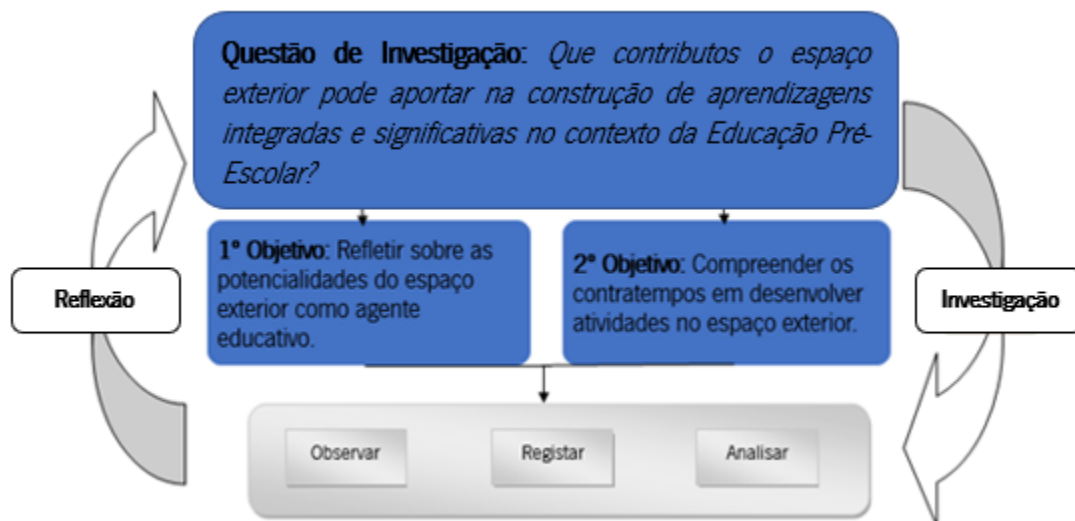 Questão de Investigação: Que contributos o espaço
exterior pode aportar na construção de aprendizagens
integradas e significativas no contexto da Educação Pré-
Escolar?
1º Objetivo: Refletir sobre as
potencialidades do espaço
exterior como agente
educativo.
2º Objetivo: Compreender os
contratempos em desenvolver
atividades no espaço exterior.
Reflexão
Investigação
Observar
Registar
Analisar